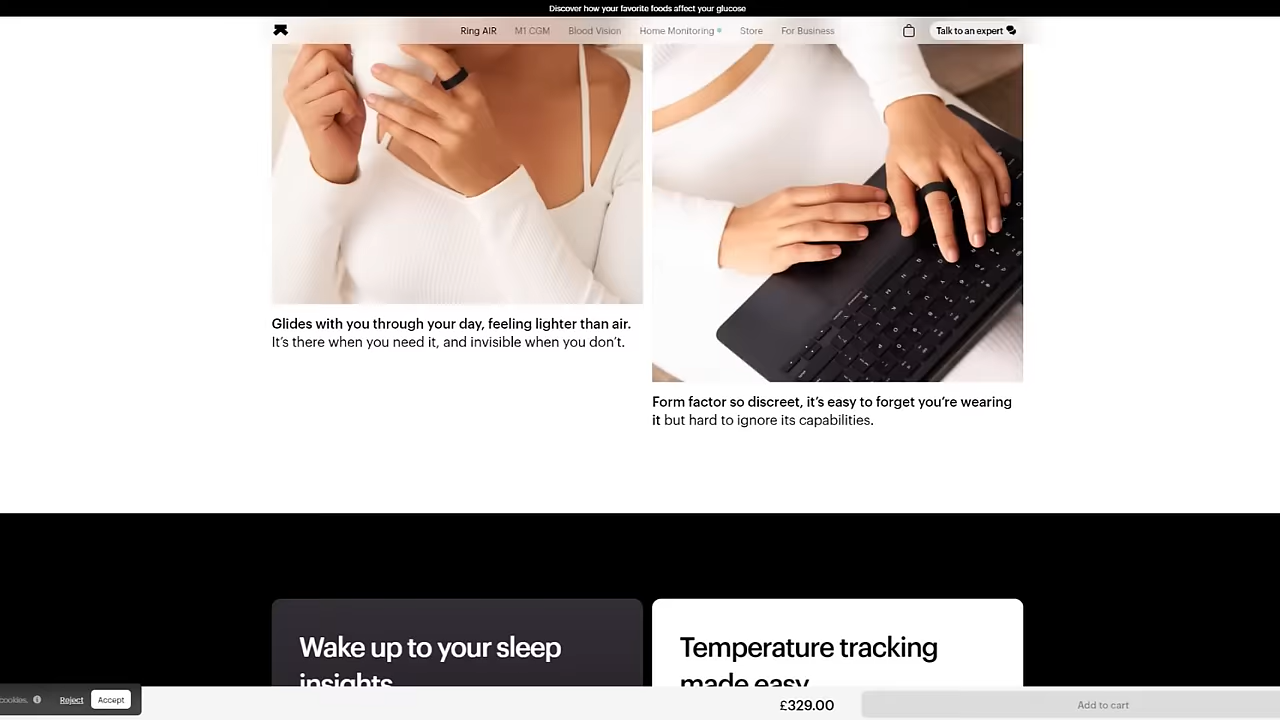 Discover how your favorite foods affect your glucose
Ring AIR
M1 CGM
Blood Vision
Home Monitoring
Store
For Business
Talk to an expert
Glides with you through your day, feeling lighter than air.
It’s there when you need it, and invisible when you don’t.
Form factor so discreet, it’s easy to forget you’re wearing
it but hard to ignore its capabilities.
Wake up to your sleep
insights
Temperature tracking
made easy
cookies.
Reject
Accept
£329.00
Add to cart